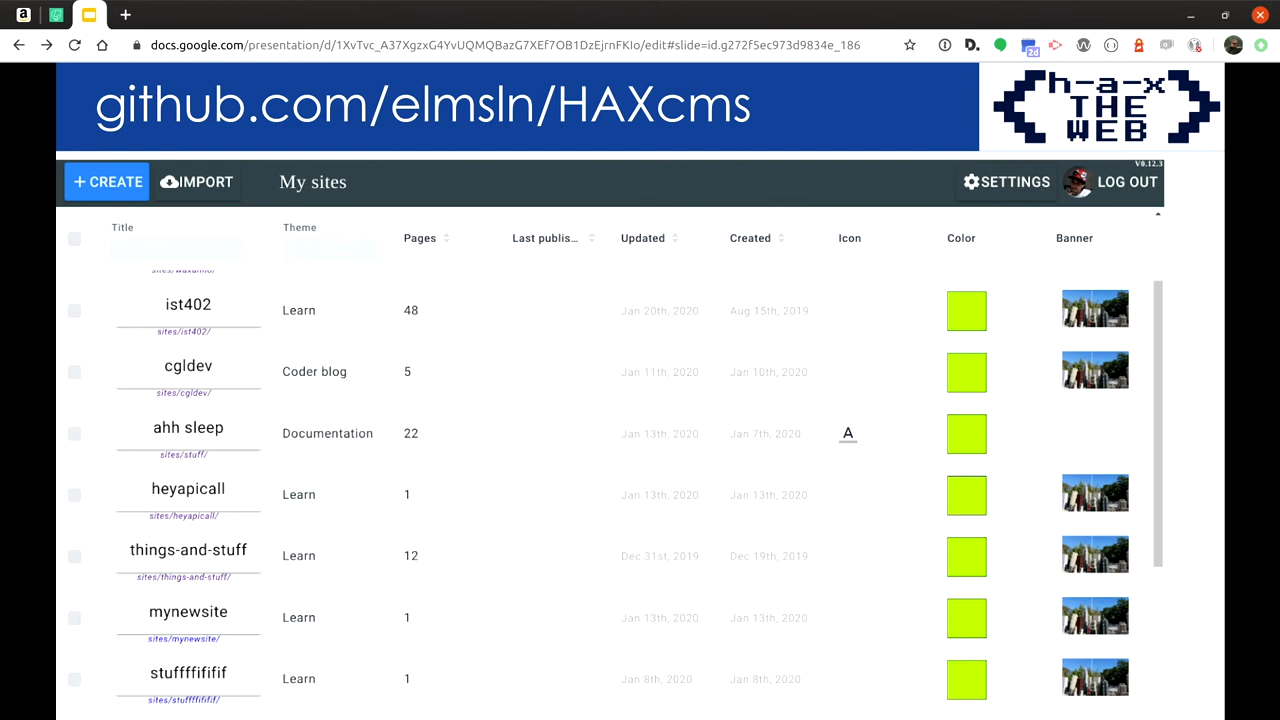 docs.google.com/presentation/d/1XvTvc_A37XgzxG4YvUQMQBazG7XEf7OB1DzEjrnFKIo/edit#slide=id.g272f5ec973d9834e_186
2d
github.com/elmsln/HAXcms
h-a-x
THE
WEB
V0.12.3
+ CREATE IMPORT My sites SETTINGS LOG OUT
Title Theme Pages Last publis... Updated Created Icon Color Banner
ist402 Learn 48 Jan 20th, 2020 Aug 15th, 2019
sites/ist402/
cgldev Coder blog 5 Jan 11th, 2020 Jan 10th, 2020
sites/cgldev/
ahh sleep Documentation 22 Jan 13th, 2020 Jan 7th, 2020 A
sites/stuff/
heyapicall Learn 1 Jan 13th, 2020 Jan 13th, 2020
sites/heyapicall/
things-and-stuff Learn 12 Dec 31st, 2019 Dec 19th, 2019
sites/things-and-stuff/
mynewsite Learn 1 Jan 13th, 2020 Jan 13th, 2020
sites/mynewsite/
stuffffififif Learn 1 Jan 8th, 2020 Jan 8th, 2020
sites/stuffffififif/